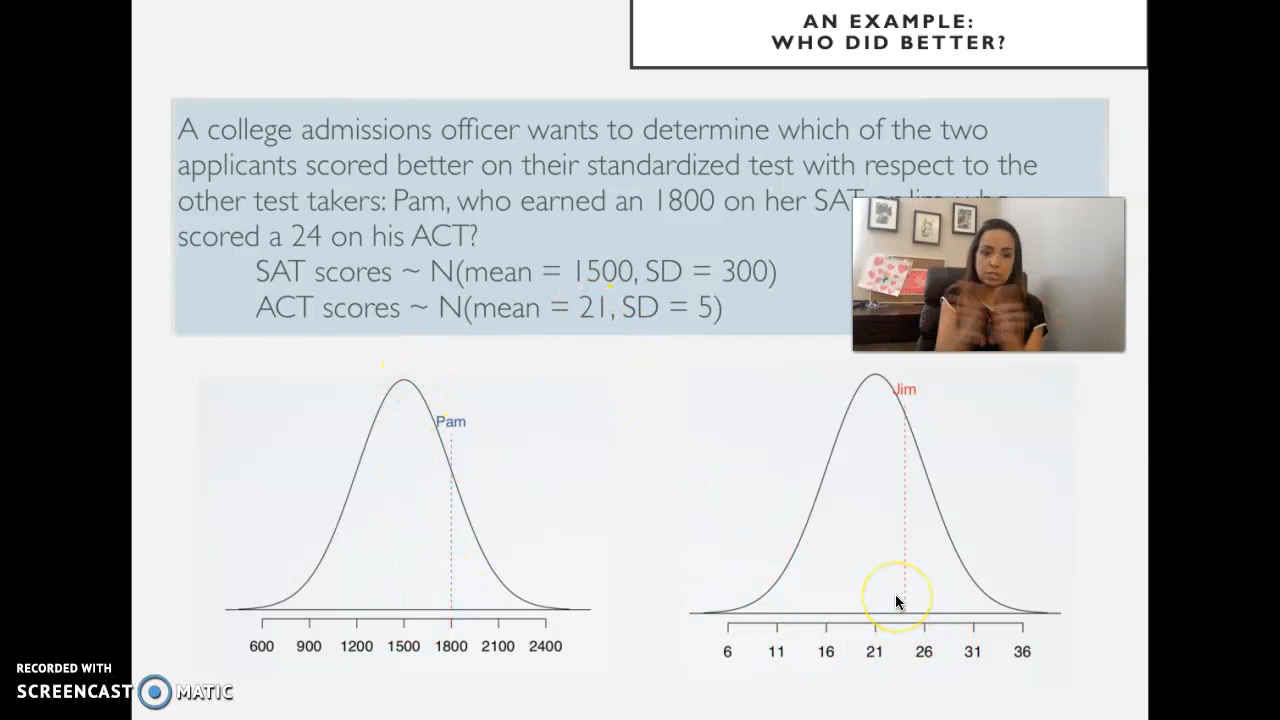 AN EXAMPLE:
WHO DID BETTER?
A college admissions officer wants to determine which of the two
applicants scored better on their standardized test with respect to the
other test takers: Pam, who earned an 1800 on her SAT
scored a 24 on his ACT?
SAT scores ~ N(mean = 1500, SD = 300)
ACT scores ~ N(mean = 21, SD = 5)
Pam
600 900 1200 1500 1800 2100 2400
Jim
6 11 16 21 26 31 36
RECORDED WITH
SCREENCAST MATIC